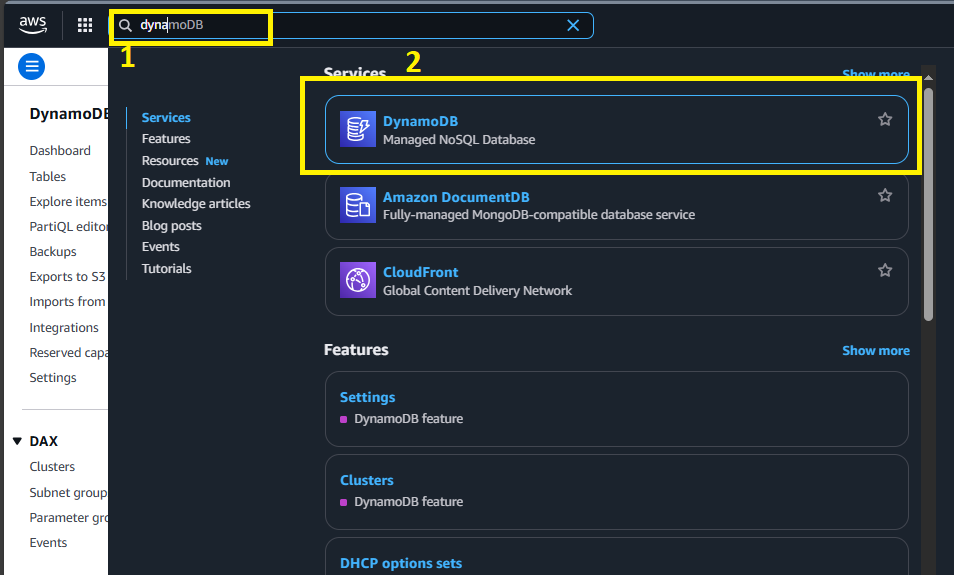 aws
dynamoDB
1
2
DynamoDB
Dashboard
Tables
Explore items
PartiQL editor
Backups
Exports to S3
Imports from
Integrations
Reserved capa
Settings
DAX
Clusters
Subnet group
Parameter gro
Events
Services
Features
Resources New
Documentation
Knowledge articles
Blog posts
Events
Tutorials
Services
Show more
DynamoDB
Managed NoSQL Database
Amazon DocumentDB
Fully-managed MongoDB-compatible database service
CloudFront
Global Content Delivery Network
Features
Show more
Settings
DynamoDB feature
Clusters
DynamoDB feature
DHCP options sets